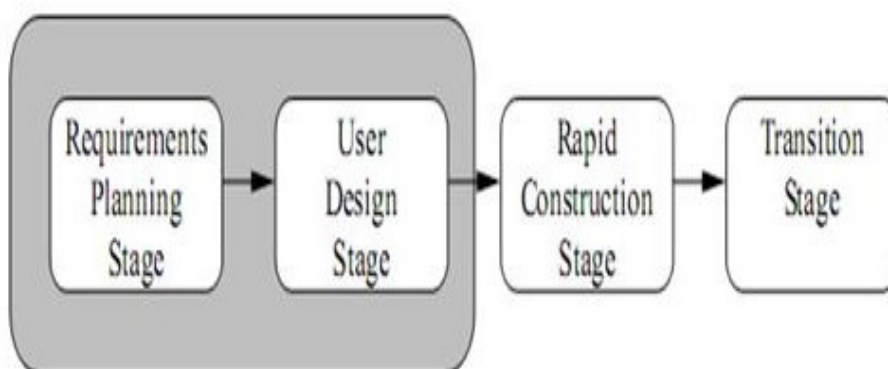 Requirements
Planning
Stage
User
Design
Stage
Rapid
Construction
Stage
Transition
Stage